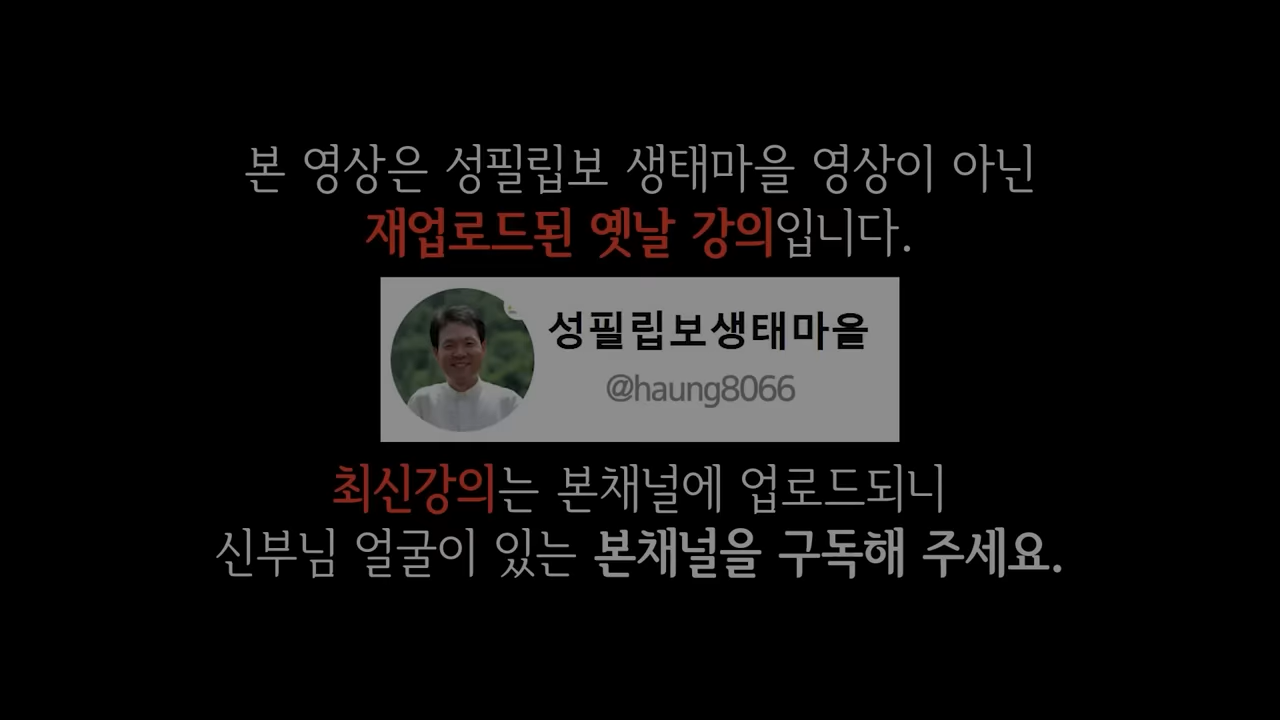 본 영상은 성필립보 생태마을 영상이 아닌
재업로드된 옛날 강의입니다.
성필립보생태마을
@haung8066
최신강의는 본채널에 업로드되니
신부님 얼굴이 있는 본채널을 구독해 주세요.